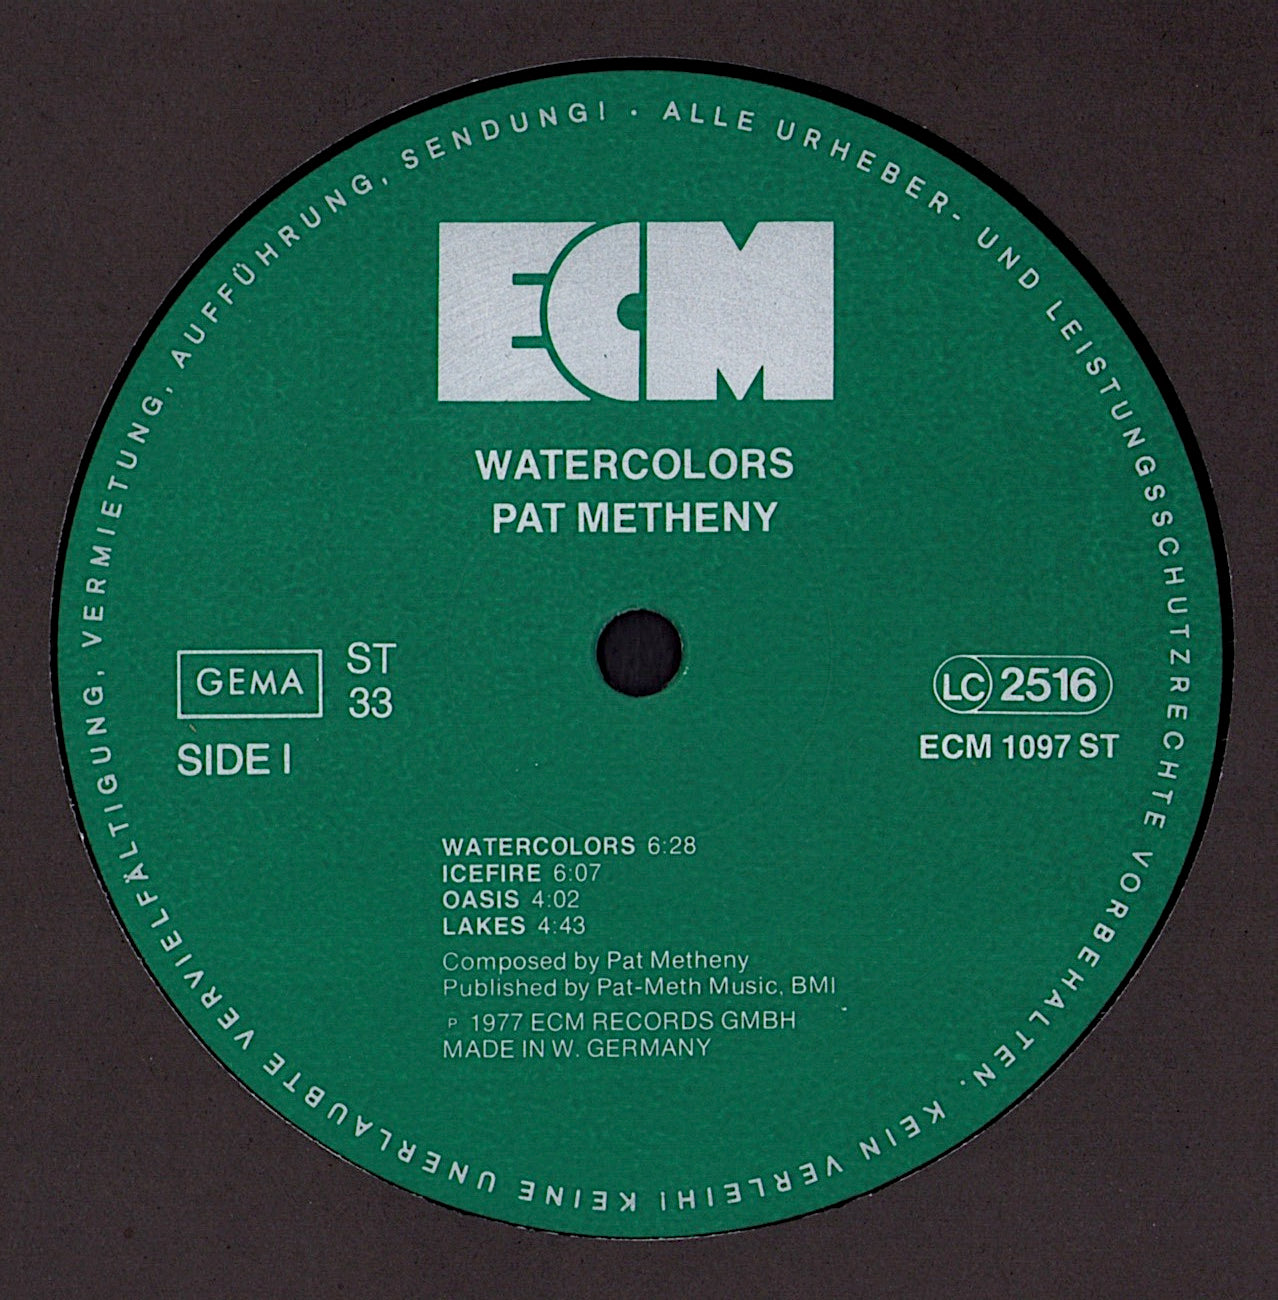 ALLE URHEBER- UND LEISTUNGSSCHUTZRECHTE VORBEHALTEN. KEIN VERLEIH! KEINE UNERLAUBTE VERVIELFÄLTIGUNG, VERMIETUNG, AUFFÜHRUNG, SENDUNG! ·
ECM
WATERCOLORS
PAT METHENY
GEMA
ST
33
SIDE I
LC 2516
ECM 1097 ST
WATERCOLORS 6:28
ICEFIRE 6:07
OASIS 4:02
LAKES 4:43
Composed by Pat Metheny
Published by Pat-Meth Music, BMI
℗ 1977 ECM RECORDS GMBH
MADE IN W. GERMANY